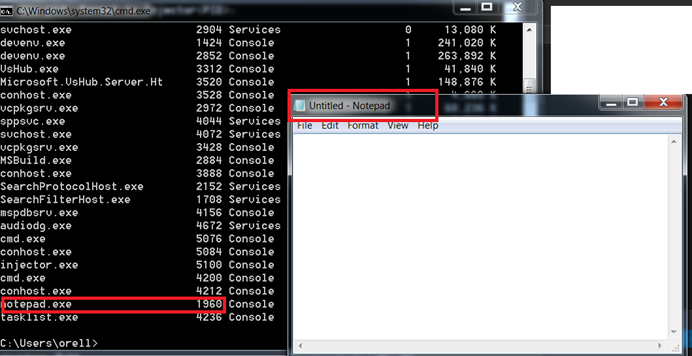 C:\Windows\system32\cmd.exe
svchost.exe 2904 Services 0 13,080 K
devenv.exe 1424 Console 1 241,020 K
devenv.exe 2852 Console 1 263,892 K
VsHub.exe 3312 Console 1 41,840 K
Microsoft.VsHub.Server.Ht 3520 Console 1 148,876 K
conhost.exe 3528 Console 1
vcpkgsrv.exe 2972 Console
sppsvc.exe 4044 Services
svchost.exe 4072 Services
vcpkgsrv.exe 3428 Console
MSBuild.exe 2884 Console
conhost.exe 3888 Console
SearchProtocolHost.exe 2152 Services
SearchFilterHost.exe 1708 Services
mspdbsrv.exe 4156 Console
audiodg.exe 4672 Services
cmd.exe 5076 Console
conhost.exe 5084 Console
injector.exe 5100 Console
cmd.exe 4200 Console
conhost.exe 4212 Console
notepad.exe 1960 Console
tasklist.exe 4236 Console
C:\Users\orell>
Untitled - Notepad
File Edit Format View Help